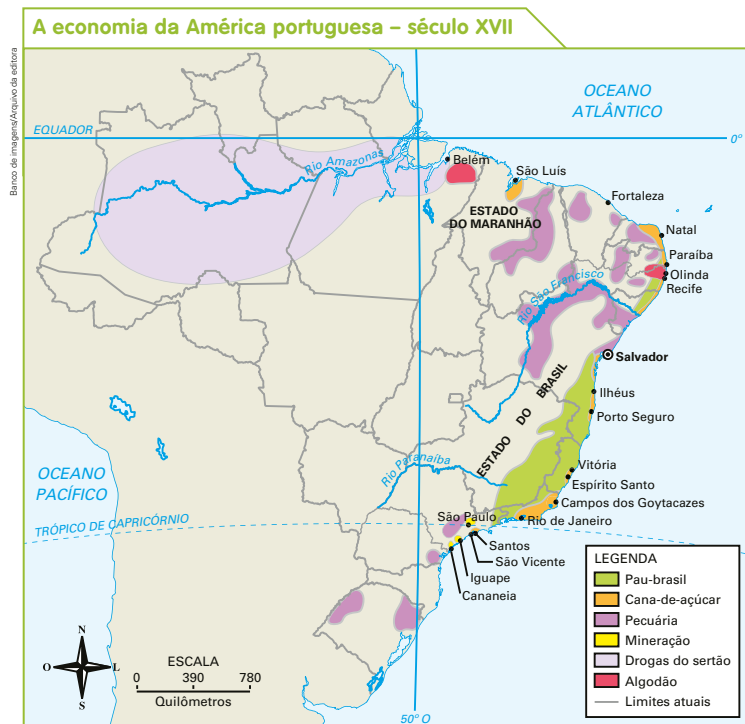 A economia da América portuguesa – século XVII
Banco de imagens/Arquivo da editora
OCEANO
ATLÂNTICO
EQUADOR
0°
Rio Amazonas
Belém
São Luís
ESTADO
DO MARANHÃO
Fortaleza
Natal
Paraíba
Olinda
Recife
Rio São Francisco
Salvador
ESTADO DO BRASIL
Ilhéus
Porto Seguro
Rio Paranaíba
Vitória
Espírito Santo
Campos dos Goytacazes
OCEANO
PACÍFICO
TRÓPICO DE CAPRICÓRNIO
São Paulo
Rio de Janeiro
Santos
São Vicente
Iguape
Cananeia
LEGENDA
Pau-brasil
Cana-de-açúcar
Pecuária
Mineração
Drogas do sertão
Algodão
Limites atuais
N
O
L
S
ESCALA
0 390 780
Quilômetros
50° O